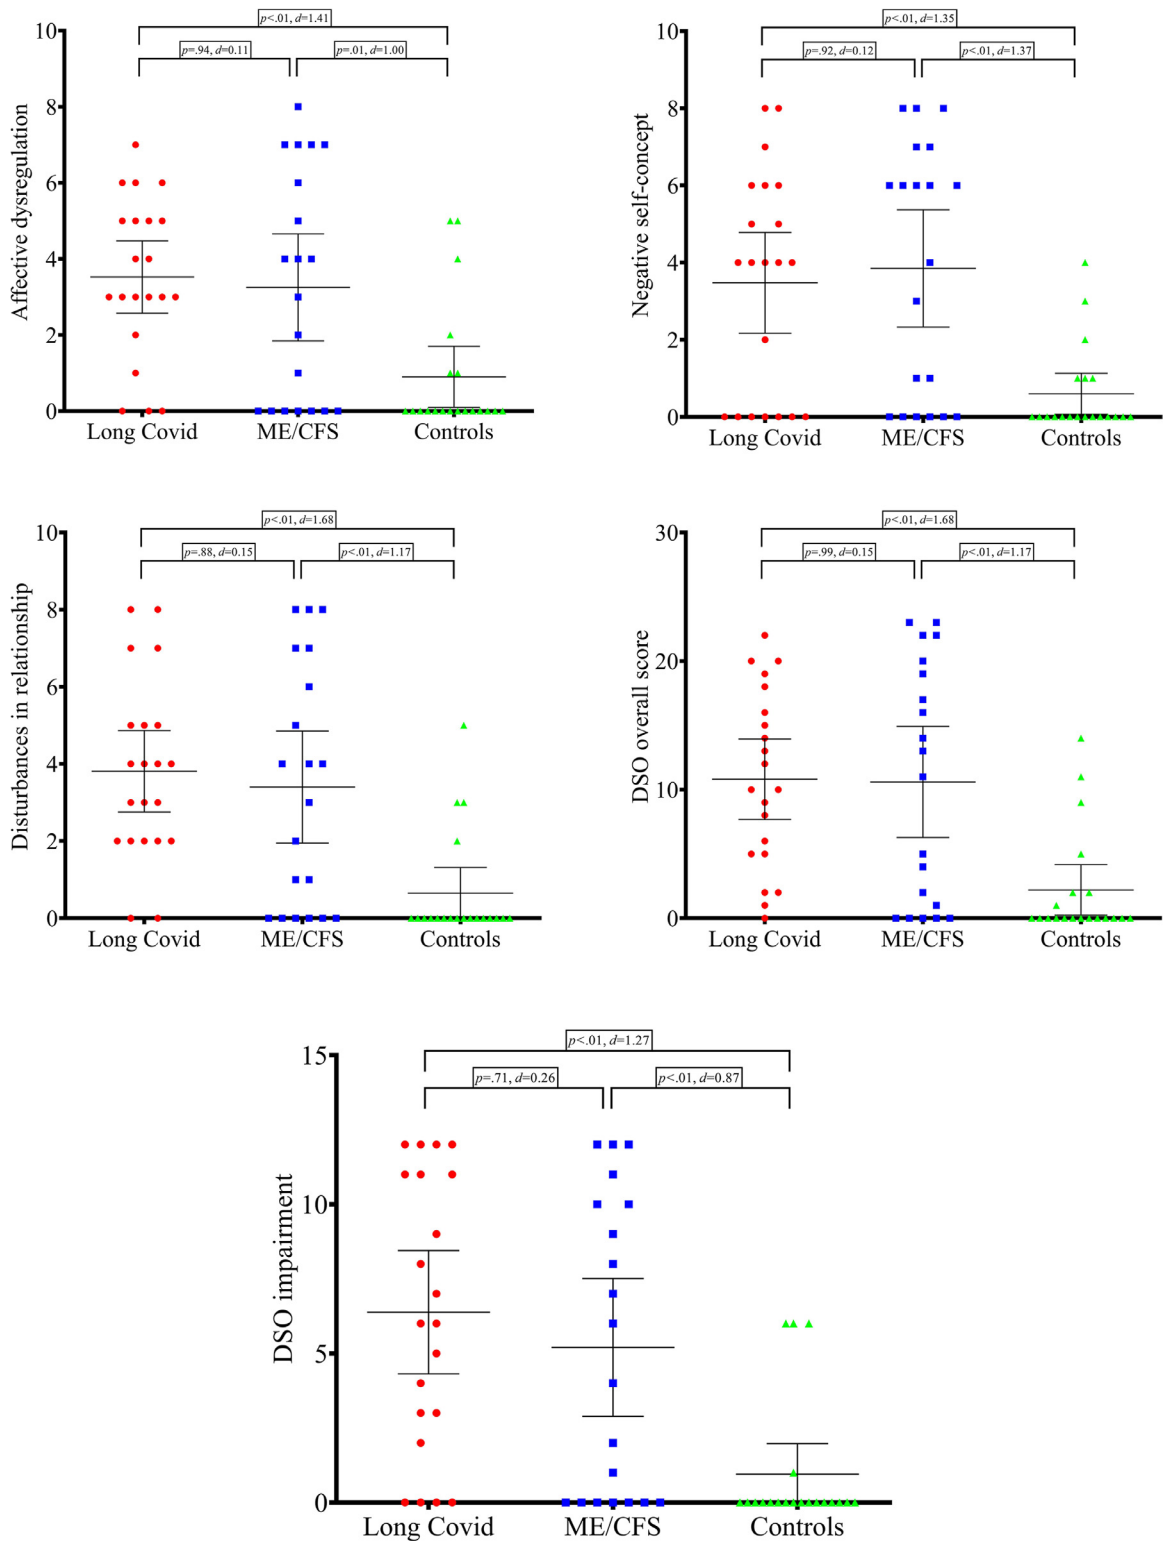 p<.01, d=1.41
p=.94, d=0.11
p=.01, d=1.00
Affective dysregulation
10
8
6
4
2
0
Long Covid
ME/CFS
Controls
p<.01, d=1.35
p=.92, d=0.12
p<.01, d=1.37
Negative self-concept
10
8
6
4
2
0
Long Covid
ME/CFS
Controls
p<.01, d=1.68
p=.88, d=0.15
p<.01, d=1.17
Disturbances in relationship
10
8
6
4
2
0
Long Covid
ME/CFS
Controls
p<.01, d=1.68
p=.99, d=0.15
p<.01, d=1.17
DSO overall score
30
20
10
0
Long Covid
ME/CFS
Controls
p<.01, d=1.27
p=.71, d=0.26
p<.01, d=0.87
DSO impairment
15
10
5
0
Long Covid
ME/CFS
Controls